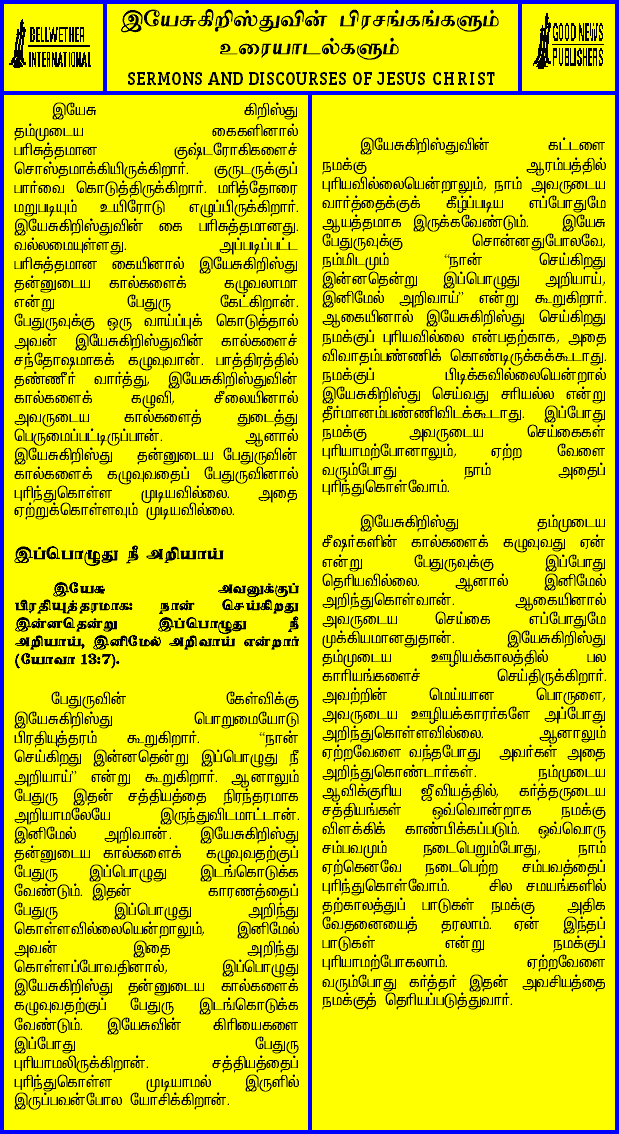 BELLWETHER
INTERNATIONAL
இயேசுகிறிஸ்துவின் பிரசங்கங்களும்
உரையாடல்களும்
SERMONS AND DISCOURSES OF JESUS CHRIST
GOOD NEWS
PUBLISHERS
இயேசு கிறிஸ்து
தம்முடைய கைகளினால்
பரிசுத்தமான குஷ்டரோகிகளைச்
சொஸ்தமாக்கியிருக்கிறார். குருடருக்குப்
பார்வை கொடுத்திருக்கிறார். மரித்தோரை
மறுபடியும் உயிரோடு எழுப்பிருக்கிறார்.
இயேசுகிறிஸ்துவின் கை பரிசுத்தமானது.
வல்லமையுள்ளது. அப்படிப்பட்ட
பரிசுத்தமான கையினால் இயேசுகிறிஸ்து
தன்னுடைய கால்களைக் கழுவலாமா
என்று பேதுரு கேட்கிறான்.
பேதுருவுக்கு ஒரு வாய்ப்புக் கொடுத்தால்
அவன் இயேசுகிறிஸ்துவின் கால்களைச்
சந்தோஷமாகக் கழுவுவான். பாத்திரத்தில்
தண்ணீர் வார்த்து, இயேசுகிறிஸ்துவின்
கால்களைக் கழுவி, சீலையினால்
அவருடைய கால்களைத் துடைத்து
பெருமைப்பட்டிருப்பான். ஆனால்
இயேசுகிறிஸ்து தன்னுடைய பேதுருவின்
கால்களைக் கழுவுவதைப் பேதுருவினால்
புரிந்துகொள்ள முடியவில்லை. அதை
ஏற்றுக்கொள்ளவும் முடியவில்லை.
இப்பொழுது நீ அறியாய்
இயேசு அவனுக்குப்
பிரதியுத்தரமாக: நான் செய்கிறது
இன்னதென்று இப்பொழுது நீ
அறியாய், இனிமேல் அறிவாய் என்றார்
(யோவா 13:7).
பேதுருவின் கேள்விக்கு
இயேசுகிறிஸ்து பொறுமையோடு
பிரதியுத்தரம் கூறுகிறார். “நான்
செய்கிறது இன்னதென்று இப்பொழுது நீ
அறியாய்” என்று கூறுகிறார். ஆனாலும்
பேதுரு இதன் சத்தியத்தை நிரந்தரமாக
அறியாமலேயே இருந்துவிடமாட்டான்.
இனிமேல் அறிவான். இயேசுகிறிஸ்து
தன்னுடைய கால்களைக் கழுவுவதற்குப்
பேதுரு இப்பொழுது இடங்கொடுக்க
வேண்டும். இதன் காரணத்தைப்
பேதுரு இப்பொழுது அறிந்து
கொள்ளவில்லையென்றாலும், இனிமேல்
அவன் இதை அறிந்து
கொள்ளப்போவதினால், இப்பொழுது
இயேசுகிறிஸ்து தன்னுடைய கால்களைக்
கழுவுவதற்குப் பேதுரு இடங்கொடுக்க
வேண்டும். இயேசுவின் கிரியைகளை
இப்போது பேதுரு
புரியாமலிருக்கிறான். சத்தியத்தைப்
புரிந்துகொள்ள முடியாமல் இருளில்
இருப்பவன்போல யோசிக்கிறான்.
இயேசுகிறிஸ்துவின் கட்டளை
நமக்கு ஆரம்பத்தில்
புரியவில்லையென்றாலும், நாம் அவருடைய
வார்த்தைக்குக் கீழ்ப்படிய எப்போதுமே
ஆயத்தமாக இருக்கவேண்டும். இயேசு
பேதுருவுக்கு சொன்னதுபோலவே,
நம்மிடமும் “நான் செய்கிறது
இன்னதென்று இப்பொழுது அறியாய்,
இனிமேல் அறிவாய்” என்று கூறுகிறார்.
ஆகையினால் இயேசுகிறிஸ்து செய்கிறது
நமக்குப் புரியவில்லை என்பதற்காக, அதை
விவாதம்பண்ணிக் கொண்டிருக்கக்கூடாது.
நமக்குப் பிடிக்கவில்லையென்றால்
இயேசுகிறிஸ்து செய்வது சரியல்ல என்று
தீர்மானம்பண்ணிவிடக்கூடாது. இப்போது
நமக்கு அவருடைய செய்கைகள்
புரியாமற்போனாலும், ஏற்ற வேளை
வரும்போது நாம் அதைப்
புரிந்துகொள்வோம்.
இயேசுகிறிஸ்து தம்முடைய
சீஷர்களின் கால்களைக் கழுவுவது ஏன்
என்று பேதுருவுக்கு இப்போது
தெரியவில்லை. ஆனால் இனிமேல்
அறிந்துகொள்வான். ஆகையினால்
அவருடைய செய்கை எப்போதுமே
முக்கியமானதுதான். இயேசுகிறிஸ்து
தம்முடைய ஊழியக்காலத்தில் பல
காரியங்களைச் செய்திருக்கிறார்.
அவற்றின் மெய்யான பொருளை,
அவருடைய ஊழியக்காரர்களே அப்போது
அறிந்துகொள்ளவில்லை. ஆனாலும்
ஏற்றவேளை வந்தபோது அவர்கள் அதை
அறிந்துகொண்டார்கள். நம்முடைய
ஆவிக்குரிய ஜீவியத்தில், கர்த்தருடைய
சத்தியங்கள் ஒவ்வொன்றாக நமக்கு
விளக்கிக் காண்பிக்கப்படும். ஒவ்வொரு
சம்பவமும் நடைபெறும்போது, நாம்
ஏற்கெனவே நடைபெற்ற சம்பவத்தைப்
புரிந்துகொள்வோம். சில சமயங்களில்
தற்காலத்துப் பாடுகள் நமக்கு அதிக
வேதனையைத் தரலாம். ஏன் இந்தப்
பாடுகள் என்று நமக்குப்
புரியாமற்போகலாம். ஏற்றவேளை
வரும்போது கர்த்தர் இதன் அவசியத்தை
நமக்குத் தெரியப்படுத்துவார்.